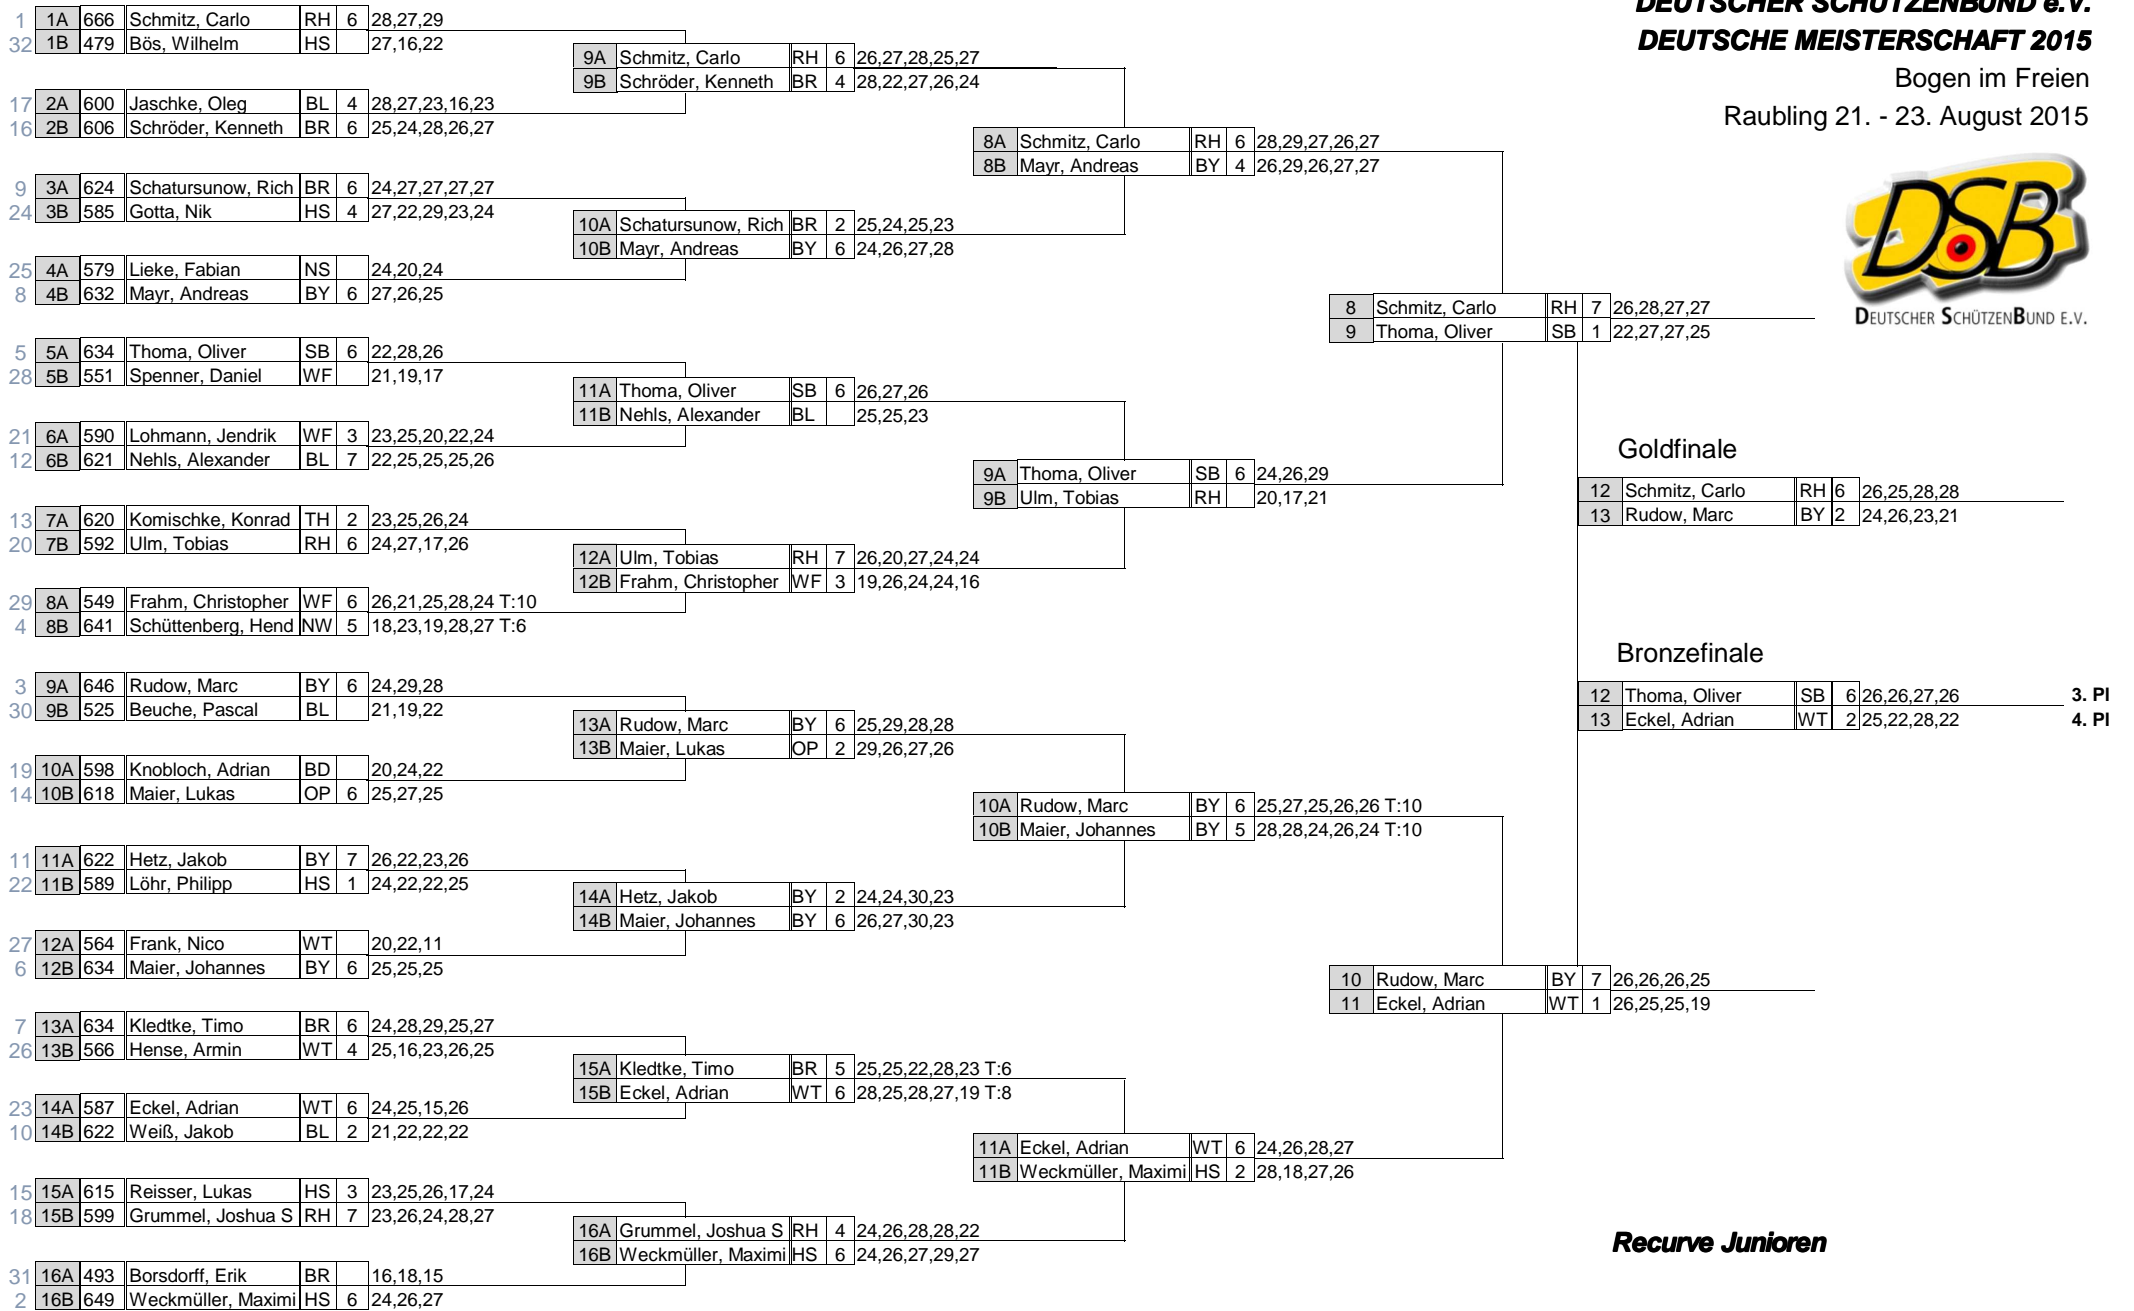 DEUTSCHER SCHÜTZENBUND e.V.
DEUTSCHE MEISTERSCHAFT 2015
Bogen im Freien
Raubling 21. - 23. August 2015
DSB
DEUTSCHER SCHÜTZENBUND E.V.
1 1A 666 Schmitz, Carlo RH 6 28,27,29
32 1B 479 Bös, Wilhelm HS 27,16,22
17 2A 600 Jaschke, Oleg BL 4 28,27,23,16,23
16 2B 606 Schröder, Kenneth BR 6 25,24,28,26,27
9 3A 624 Schatursunow, Rich BR 6 24,27,27,27,27
24 3B 585 Gotta, Nik HS 4 27,22,29,23,24
25 4A 579 Lieke, Fabian NS 24,20,24
8 4B 632 Mayr, Andreas BY 6 27,26,25
5 5A 634 Thoma, Oliver SB 6 22,28,26
28 5B 551 Spenner, Daniel WF 21,19,17
21 6A 590 Lohmann, Jendrik WF 3 23,25,20,22,24
12 6B 621 Nehls, Alexander BL 7 22,25,25,25,26
13 7A 620 Komischke, Konrad TH 2 23,25,26,24
20 7B 592 Ulm, Tobias RH 6 24,27,17,26
29 8A 549 Frahm, Christopher WF 6 26,21,25,28,24 T:10
4 8B 641 Schüttenberg, Hend NW 5 18,23,19,28,27 T:6
3 9A 646 Rudow, Marc BY 6 24,29,28
30 9B 525 Beuche, Pascal BL 21,19,22
19 10A 598 Knobloch, Adrian BD 20,24,22
14 10B 618 Maier, Lukas OP 6 25,27,25
11 11A 622 Hetz, Jakob BY 7 26,22,23,26
22 11B 589 Löhr, Philipp HS 1 24,22,22,25
27 12A 564 Frank, Nico WT 20,22,11
6 12B 634 Maier, Johannes BY 6 25,25,25
7 13A 634 Kledtke, Timo BR 6 24,28,29,25,27
26 13B 566 Hense, Armin WT 4 25,16,23,26,25
23 14A 587 Eckel, Adrian WT 6 24,25,15,26
10 14B 622 Weiß, Jakob BL 2 21,22,22,22
15 15A 615 Reisser, Lukas HS 3 23,25,26,17,24
18 15B 599 Grummel, Joshua S RH 7 23,26,24,28,27
31 16A 493 Borsdorff, Erik BR 16,18,15
2 16B 649 Weckmüller, Maximi HS 6 24,26,27
9A Schmitz, Carlo RH 6 26,27,28,25,27
9B Schröder, Kenneth BR 4 28,22,27,26,24
10A Schatursunow, Rich BR 2 25,24,25,23
10B Mayr, Andreas BY 6 24,26,27,28
11A Thoma, Oliver SB 6 26,27,26
11B Nehls, Alexander BL 25,25,23
12A Ulm, Tobias RH 7 26,20,27,24,24
12B Frahm, Christopher WF 3 19,26,24,24,16
13A Rudow, Marc BY 6 25,29,28,28
13B Maier, Lukas OP 2 29,26,27,26
14A Hetz, Jakob BY 2 24,24,30,23
14B Maier, Johannes BY 6 26,27,30,23
15A Kledtke, Timo BR 5 25,25,22,28,23 T:6
15B Eckel, Adrian WT 6 28,25,28,27,19 T:8
16A Grummel, Joshua S RH 4 24,26,28,28,22
16B Weckmüller, Maximi HS 6 24,26,27,29,27
8A Schmitz, Carlo RH 6 28,29,27,26,27
8B Mayr, Andreas BY 4 26,29,26,27,27
9A Thoma, Oliver SB 6 24,26,29
9B Ulm, Tobias RH 20,17,21
10A Rudow, Marc BY 6 25,27,25,26,26 T:10
10B Maier, Johannes BY 5 28,28,24,26,24 T:10
11A Eckel, Adrian WT 6 24,26,28,27
11B Weckmüller, Maximi HS 2 28,18,27,26
8 Schmitz, Carlo RH 7 26,28,27,27
9 Thoma, Oliver SB 1 22,27,27,25
10 Rudow, Marc BY 7 26,26,26,25
11 Eckel, Adrian WT 1 26,25,25,19
Goldfinale
12 Schmitz, Carlo RH 6 26,25,28,28
13 Rudow, Marc BY 2 24,26,23,21
Bronzefinale
12 Thoma, Oliver SB 6 26,26,27,26 3. Pl
13 Eckel, Adrian WT 2 25,22,28,22 4. Pl
Recurve Junioren